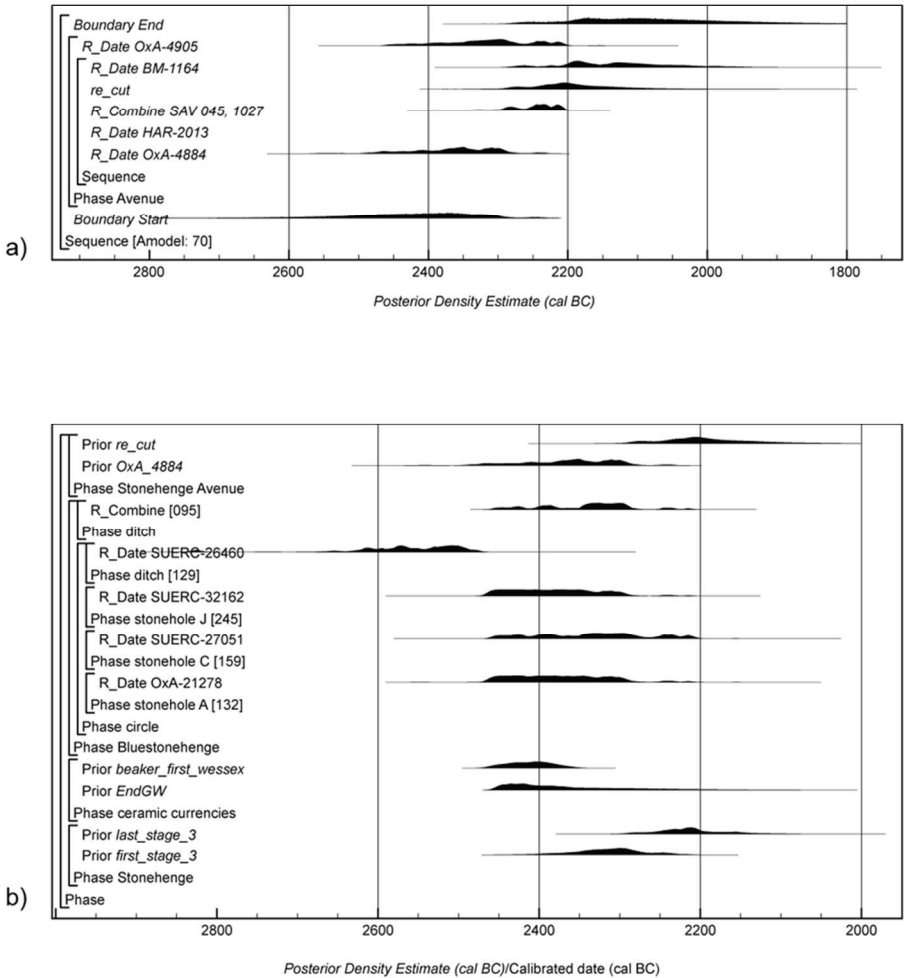 Boundary End
R_Date OxA-4905
R_Date BM-1164
re_cut
R_Combine SAV 045, 1027
R_Date HAR-2013
R_Date OxA-4884
Sequence
Phase Avenue
Boundary Start
Sequence [Amodel: 70]
a)
2800 2600 2400 2200 2000 1800
Posterior Density Estimate (cal BC)
Prior re_cut
Prior OxA_4884
Phase Stonehenge Avenue
R_Combine [095]
Phase ditch
R_Date SUERC-26460
Phase ditch [129]
R_Date SUERC-32162
Phase stonehole J [245]
R_Date SUERC-27051
Phase stonehole C [159]
R_Date OxA-21278
Phase stonehole A [132]
Phase circle
Phase Bluestonehenge
Prior beaker_first_wessex
Prior EndGW
Phase ceramic currencies
Prior last_stage_3
Prior first_stage_3
Phase Stonehenge
Phase
b)
2800 2600 2400 2200 2000
Posterior Density Estimate (cal BC)/Calibrated date (cal BC)